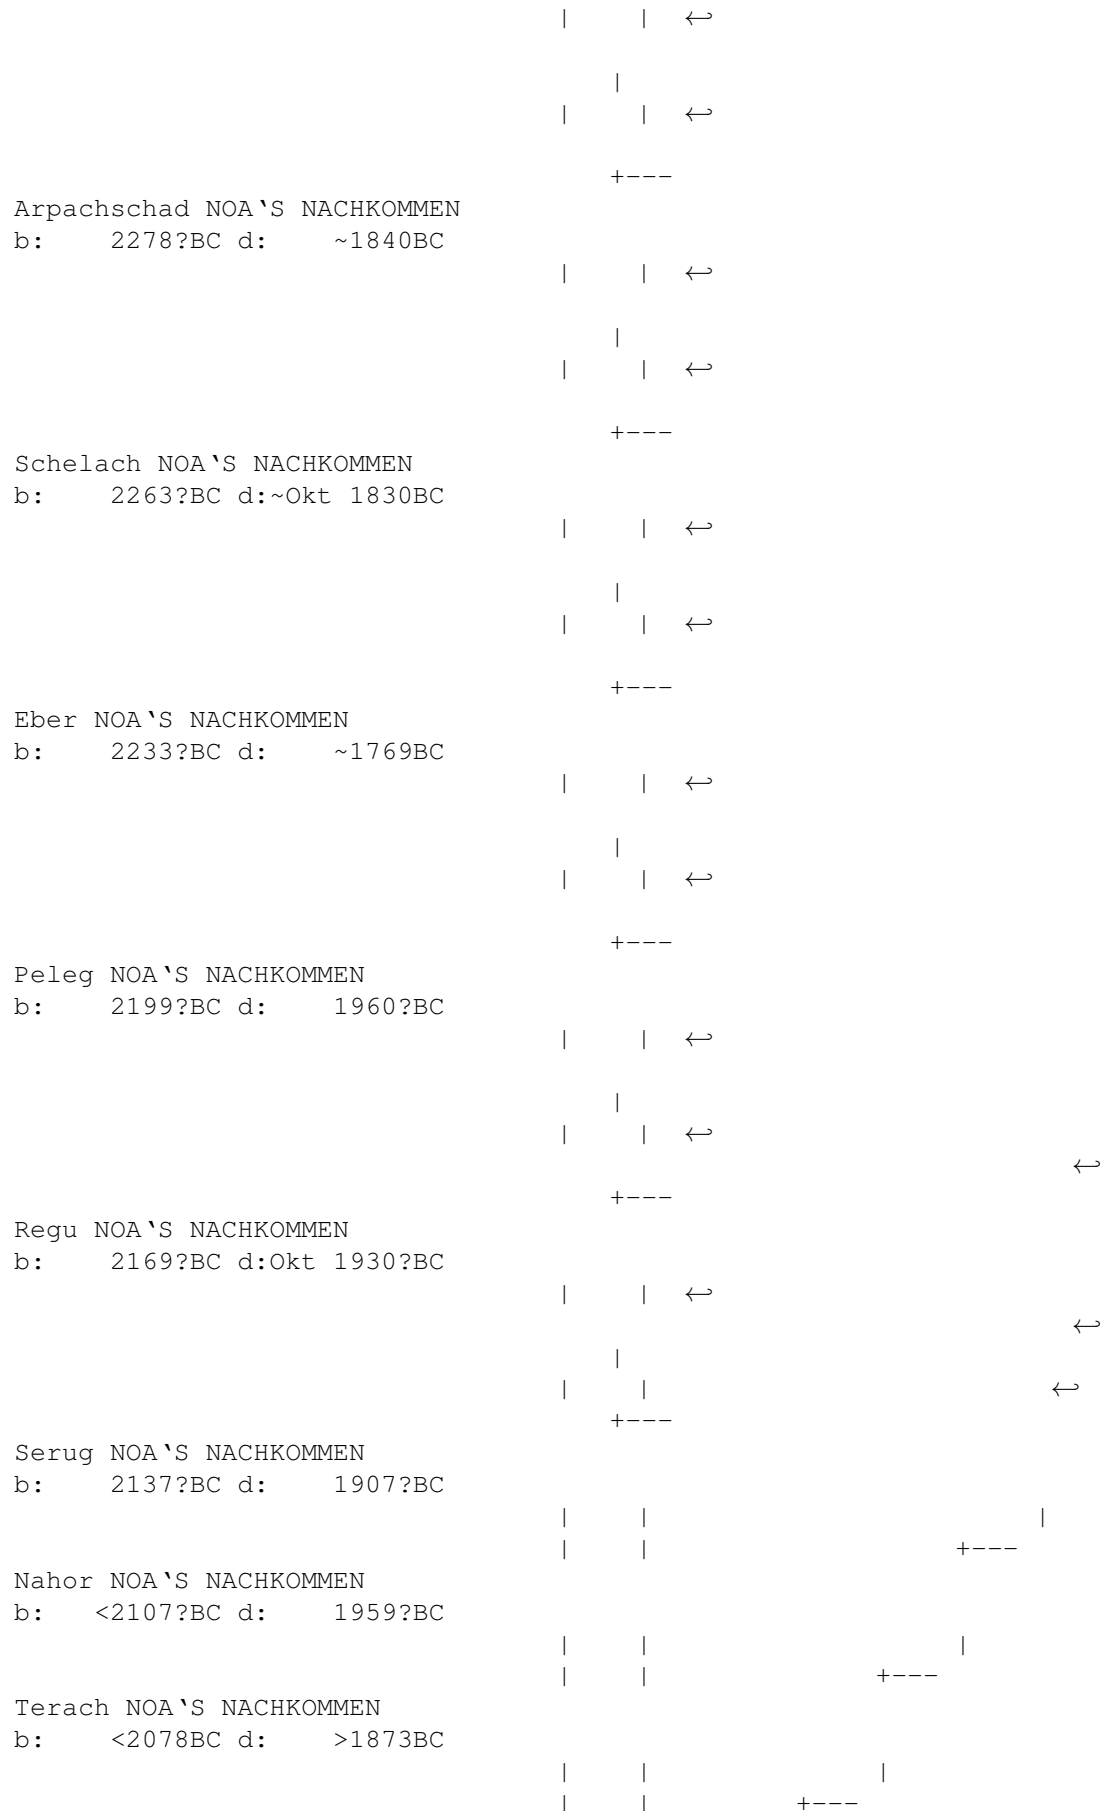 |    |  ↩
|
|    |  ↩
+---
Arpachschad NOA‘S NACHKOMMEN
b:    2278?BC d:    ~1840BC
|    |  ↩
|
|    |  ↩
+---
Schelach NOA‘S NACHKOMMEN
b:    2263?BC d:~Okt 1830BC
|    |  ↩
|
|    |  ↩
+---
Eber NOA‘S NACHKOMMEN
b:    2233?BC d:    ~1769BC
|    |  ↩
|
|    |  ↩
+---
Peleg NOA‘S NACHKOMMEN
b:    2199?BC d:    1960?BC
|    |  ↩
|
|    |  ↩
↩
+---
Regu NOA‘S NACHKOMMEN
b:    2169?BC d:Okt 1930?BC
|    |  ↩
↩
|
|    |                         ↩
+---
Serug NOA‘S NACHKOMMEN
b:    2137?BC d:    1907?BC
|    |                        |
|    |                   +---
Nahor NOA‘S NACHKOMMEN
b:   <2107?BC d:    1959?BC
|    |                   |
|    |              +---
Terach NOA‘S NACHKOMMEN
b:    <2078BC d:    >1873BC
|    |              |
|    |         +---